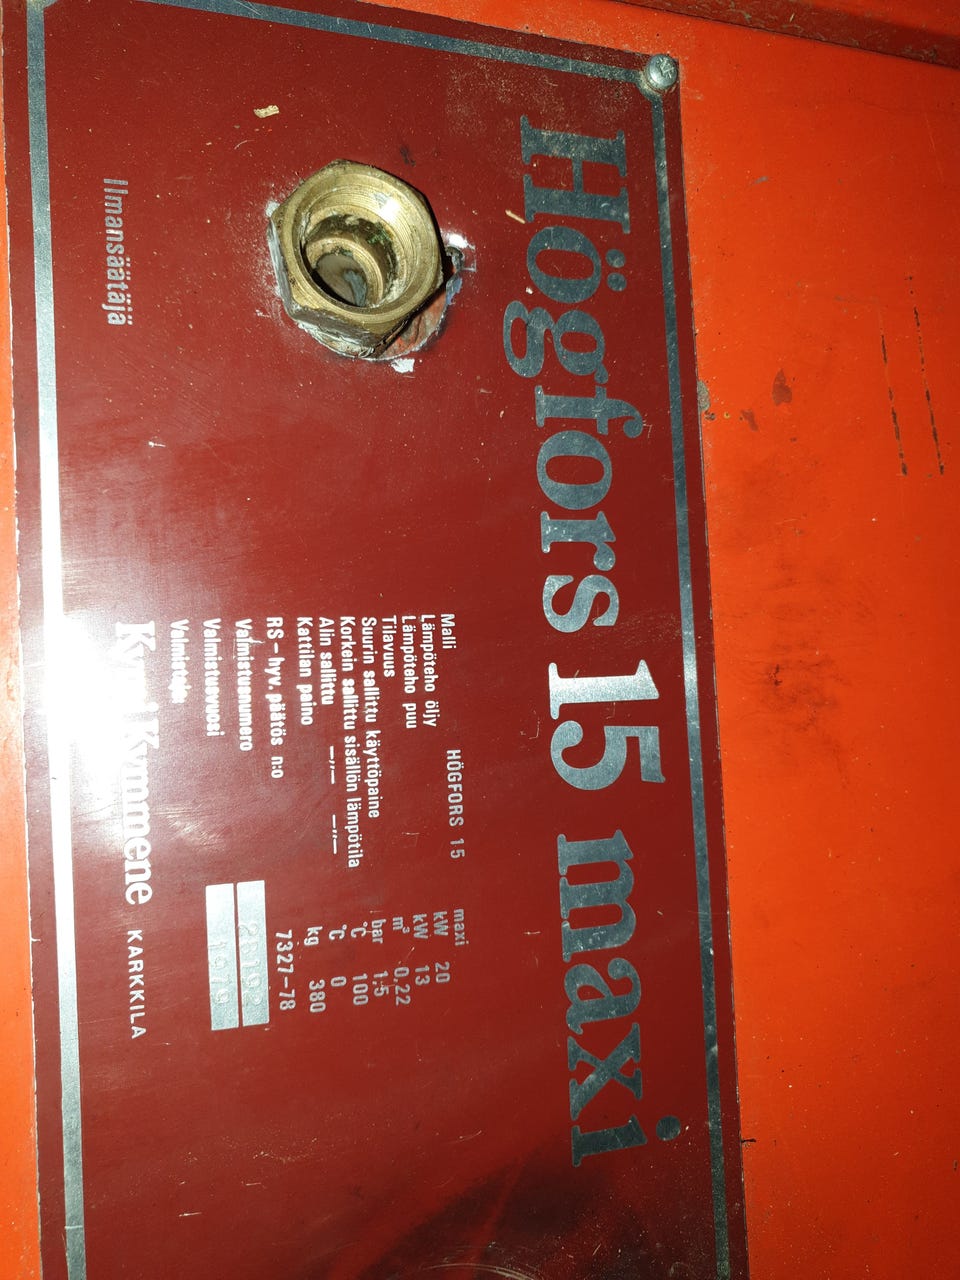 Högfors 15 maxi
Malli HÖGFORS 15 maxi
Lämpöteho öljy kW 20
Lämpöteho puu kW 13
Tilavuus m³ 0,22
Suurin sallittu käyttöpaine bar 1,5
Korkein sallittu sisällön lämpötila °C 100
Alin sallittu —„— —„— °C 0
Kattilan paino kg 380
RS - hyv. päätös n:o 7327-78
Valmistusnumero
Valmistusvuosi 1979
Valmistaja
Kymi Kymmene KARKKILA
Ilmansäätäjä